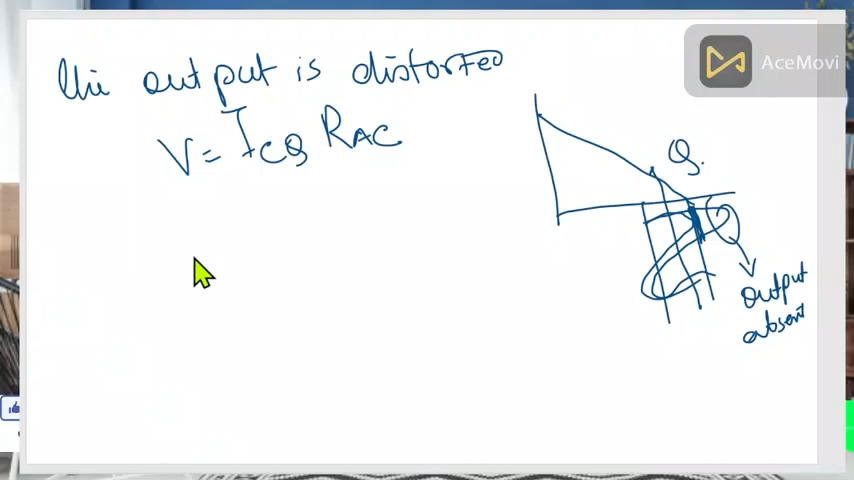 The output is distorted
V = ICQ RAC
Q.
output
absent
AceMovi